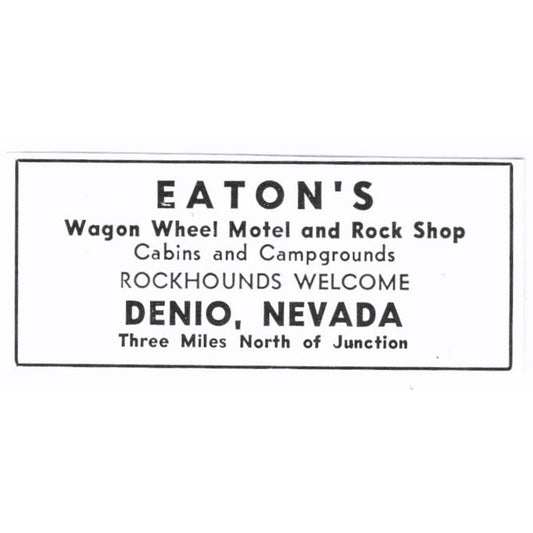 EATON'S
Wagon Wheel Motel and Rock Shop
Cabins and Campgrounds
ROCKHOUNDS WELCOME
DENIO, NEVADA
Three Miles North of Junction